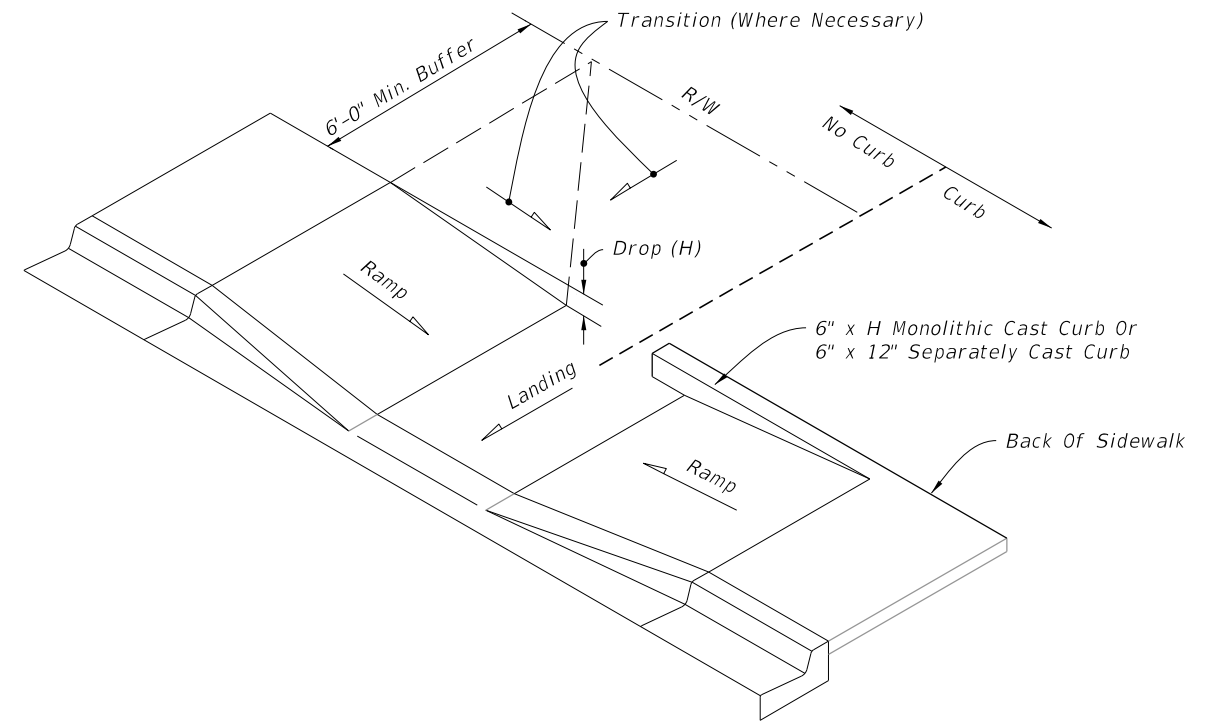 Transition (Where Necessary)
6'-0" Min. Buffer
R/W
No Curb
Curb
Drop (H)
Ramp
6" x H Monolithic Cast Curb Or
6" x 12" Separately Cast Curb
Landing
Back Of Sidewalk
Ramp